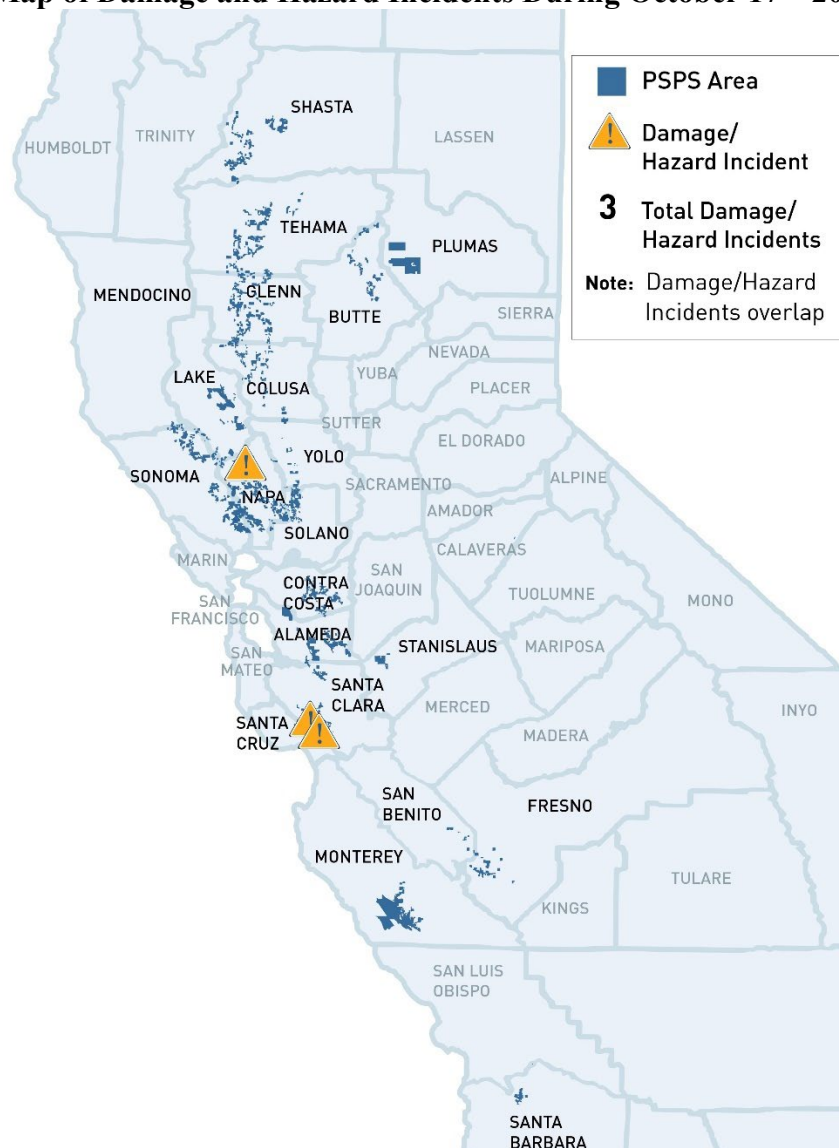 Map of Damage and Hazard Incidents During October 17 – 20
PSPS Area
Damage/
Hazard Incident
3 Total Damage/
Hazard Incidents
Note: Damage/Hazard
Incidents overlap
SHASTA
HUMBOLDT
TRINITY
LASSEN
TEHAMA
PLUMAS
MENDOCINO
GLENN
BUTTE
SIERRA
NEVADA
YUBA
LAKE
COLUSA
PLACER
SUTTER
EL DORADO
YOLO
SONOMA
SACRAMENTO
ALPINE
NAPA
AMADOR
SOLANO
CALAVERAS
MARIN
SAN
JOAQUIN
CONTRA
COSTA
TUOLUMNE
MONO
SAN
FRANCISCO
ALAMEDA
STANISLAUS
MARIPOSA
SAN
MATEO
SANTA
CLARA
MERCED
INYO
SANTA
CRUZ
MADERA
SAN
BENITO
FRESNO
MONTEREY
TULARE
KINGS
SAN LUIS
OBISPO
SANTA
BARBARA